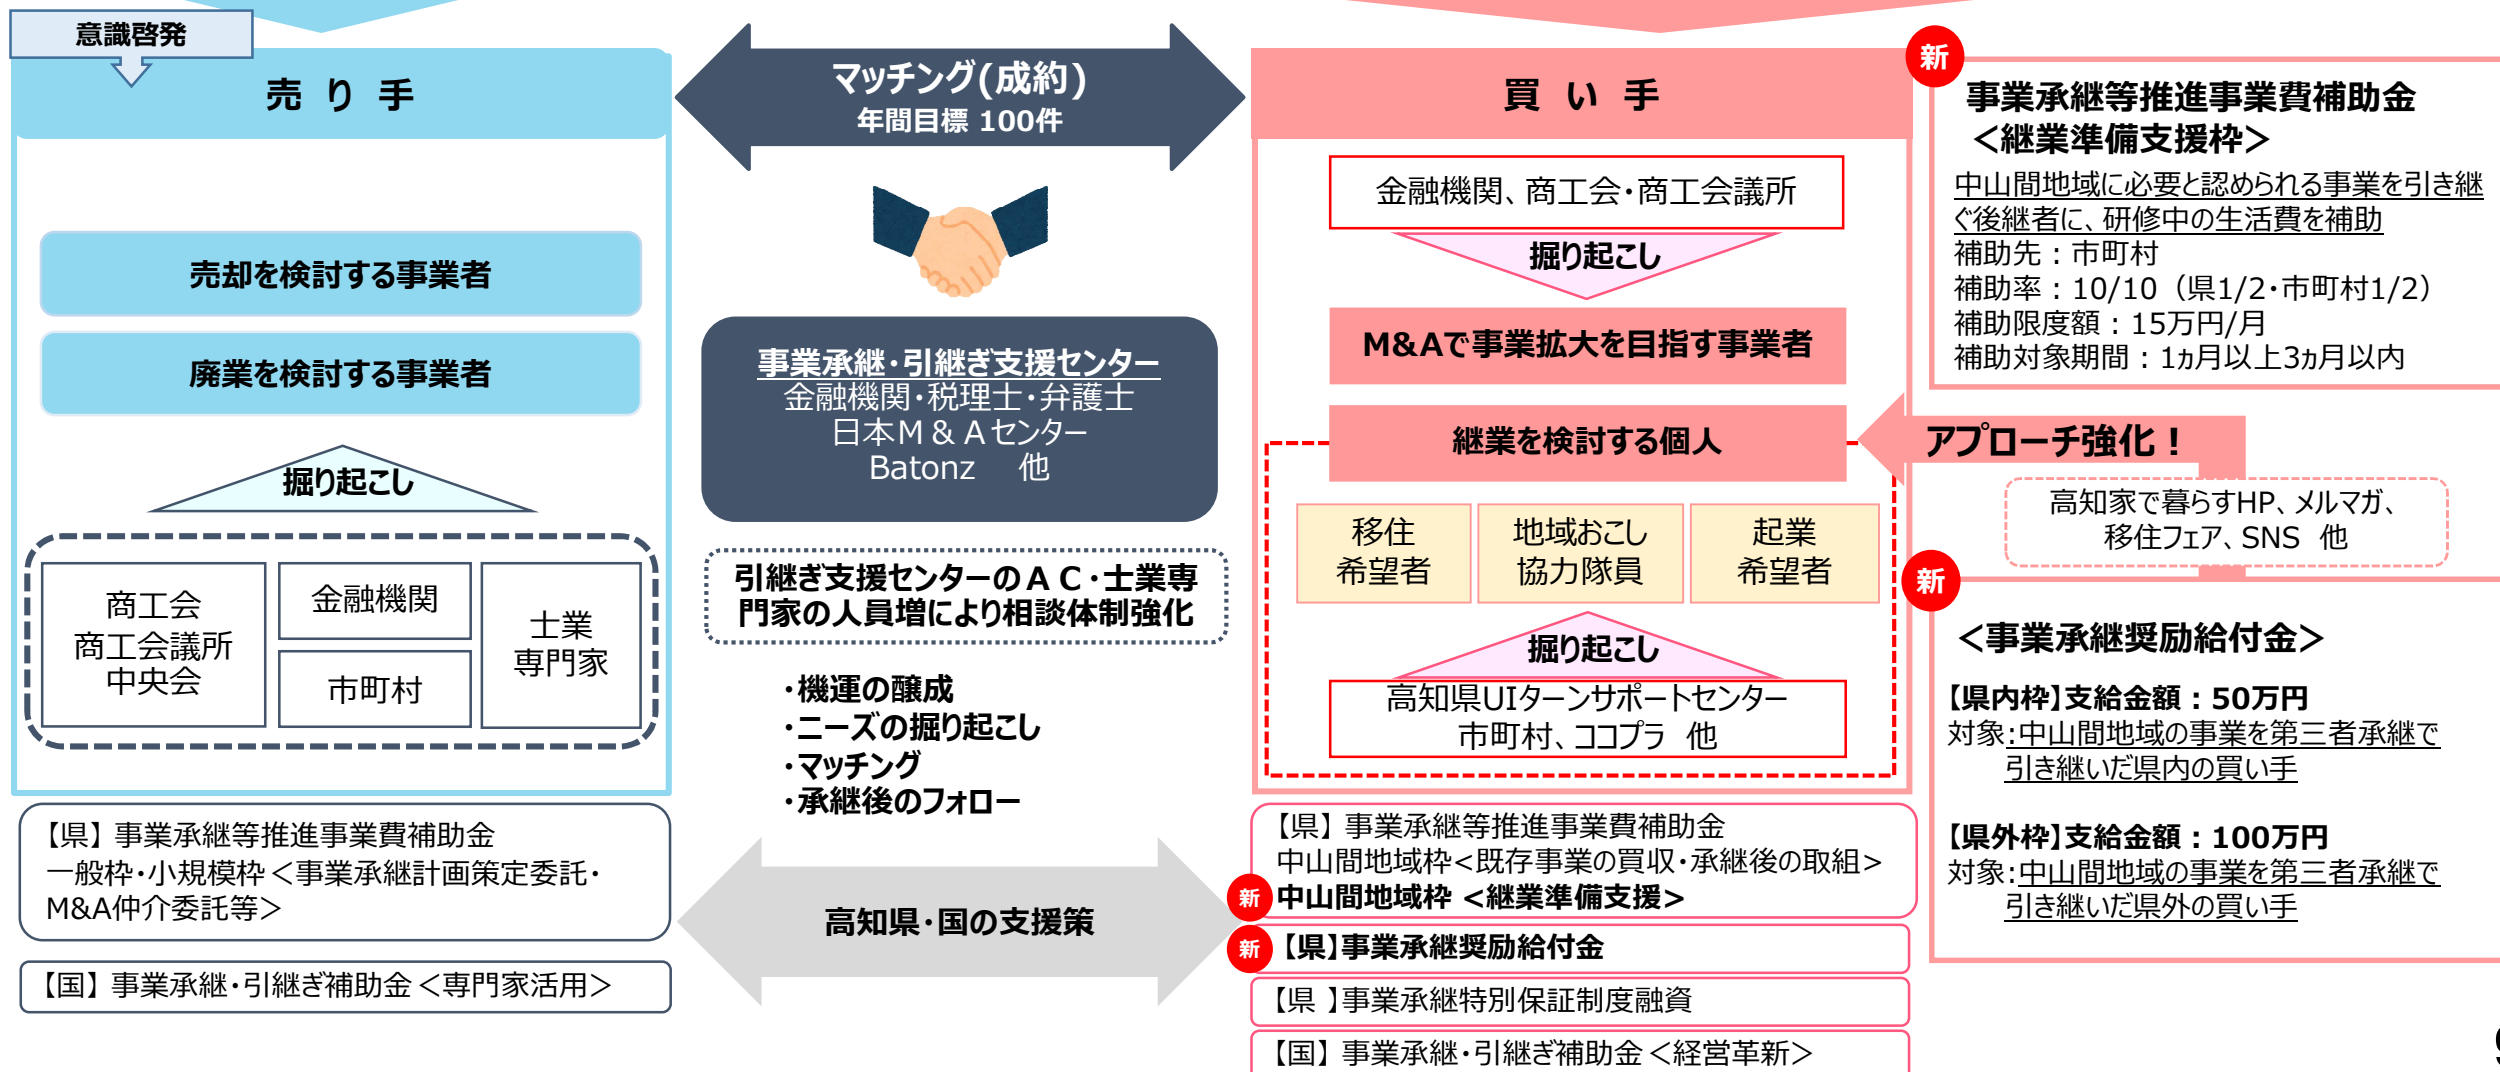 意識啓発
売り手
売却を検討する事業者
廃業を検討する事業者
掘り起こし
商工会
商工会議所
中央会
金融機関
市町村
士業
専門家
【県】 事業承継等推進事業費補助金
一般枠・小規模枠＜事業承継計画策定委託・
M&A仲介委託等＞
【国】 事業承継・引継ぎ補助金＜専門家活用＞
マッチング(成約)
年間目標 100件
事業承継・引継ぎ支援センター
金融機関・税理士・弁護士
日本Ｍ＆Ａセンター
Batonz 他
引継ぎ支援センターのＡＣ・士業専
門家の人員増により相談体制強化
・機運の醸成
・ニーズの掘り起こし
・マッチング
・承継後のフォロー
高知県・国の支援策
買い手
金融機関、商工会・商工会議所
掘り起こし
M&Aで事業拡大を目指す事業者
継業を検討する個人
移住
希望者
地域おこし
協力隊員
起業
希望者
掘り起こし
高知県UIターンサポートセンター
市町村、ココプラ 他
【県】 事業承継等推進事業費補助金
中山間地域枠<既存事業の買収・承継後の取組>
新 中山間地域枠 <継業準備支援>
新 【県】事業承継奨励給付金
【県 】事業承継特別保証制度融資
【国】 事業承継・引継ぎ補助金＜経営革新＞
新
事業承継等推進事業費補助金
＜継業準備支援枠＞
中山間地域に必要と認められる事業を引き継
ぐ後継者に、研修中の生活費を補助
補助先：市町村
補助率：10/10（県1/2・市町村1/2）
補助限度額：15万円/月
補助対象期間：1ヵ月以上3ヵ月以内
アプローチ強化！
高知家で暮らすHP、メルマガ、
移住フェア、SNS 他
新
＜事業承継奨励給付金＞
【県内枠】支給金額：50万円
対象:中山間地域の事業を第三者承継で
引き継いだ県内の買い手
【県外枠】支給金額：100万円
対象:中山間地域の事業を第三者承継で
引き継いだ県外の買い手